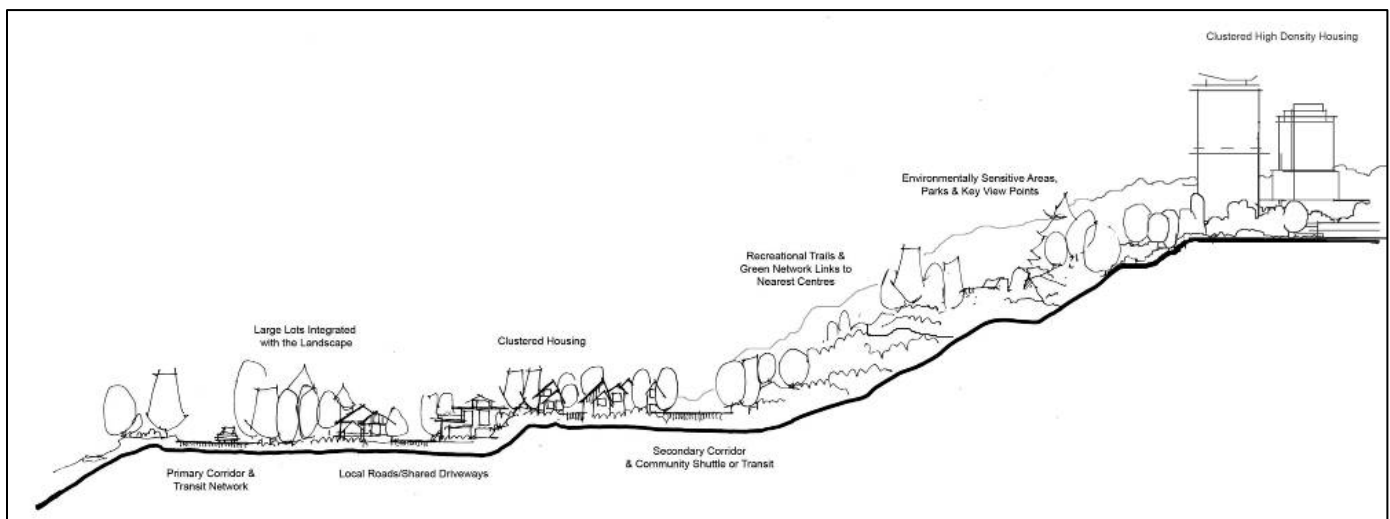 Clustered High Density Housing
Environmentally Sensitive Areas,
Parks & Key View Points
Recreational Trails &
Green Network Links to
Nearest Centres
Large Lots Integrated
with the Landscape
Clustered Housing
Primary Corridor &
Transit Network
Local Roads/Shared Driveways
Secondary Corridor
& Community Shuttle or Transit